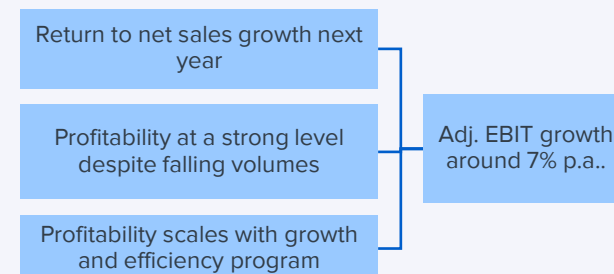 Return to net sales growth next
year
Profitability at a strong level
despite falling volumes
Profitability scales with growth
and efficiency program
Adj. EBIT growth
around 7% p.a..